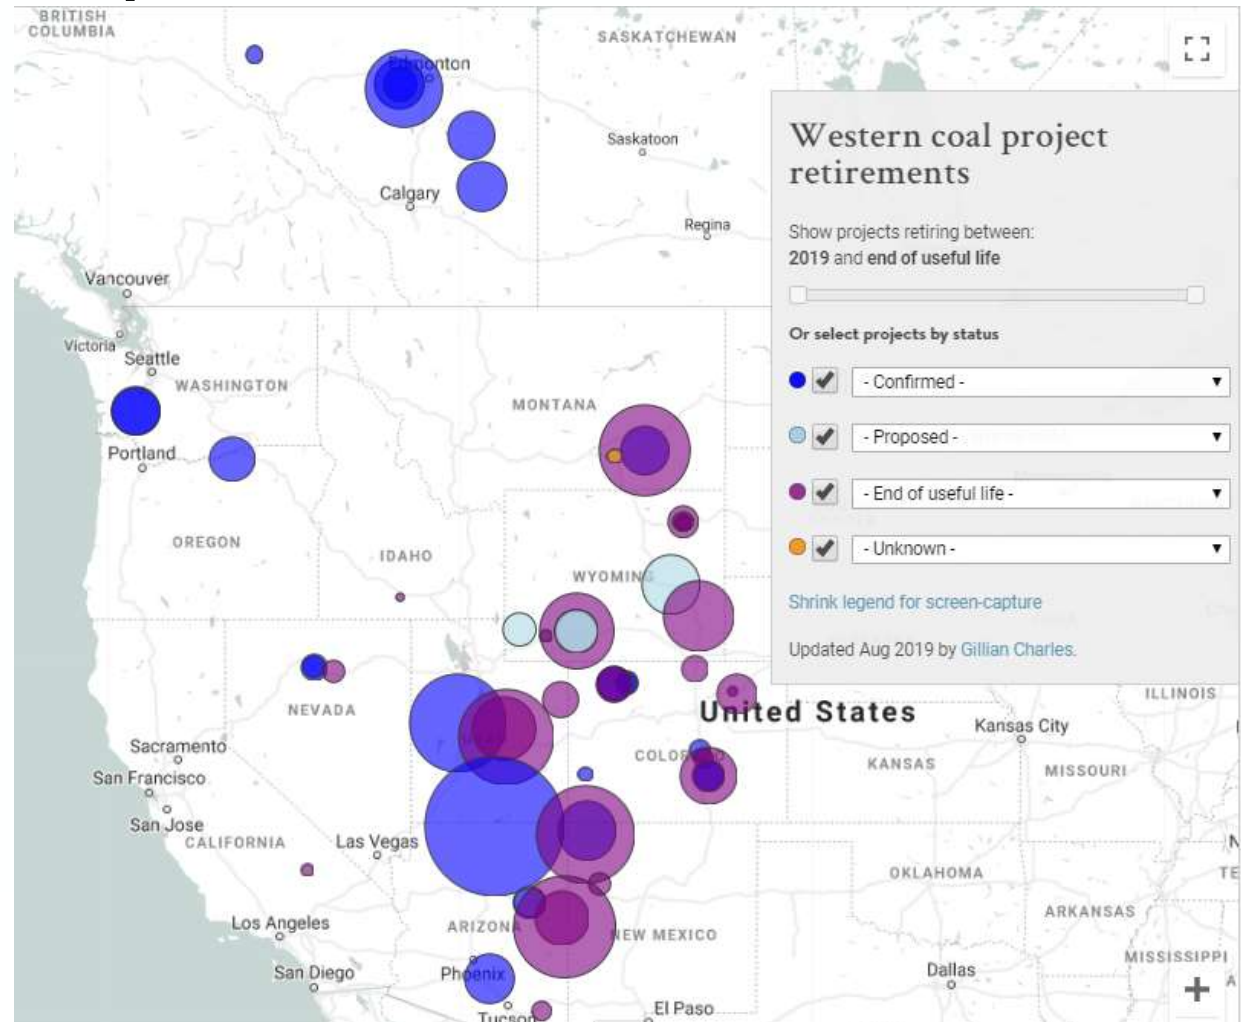 BRITISH
COLUMBIA
SASKATCHEWAN
Edmonton
Saskatoon
Calgary
Regina
Vancouver
Victoria
Seattle
WASHINGTON
MONTANA
Portland
OREGON
IDAHO
WYOMING
NEVADA
United States
ILLINOIS
Kansas City
Sacramento
San Francisco
COLOR
KANSAS
MISSOURI
San Jose
CALIFORNIA
Las Vegas
OKLAHOMA
TE
ARKANSAS
Los Angeles
ARIZONA
NEW MEXICO
MISSISSIPPI
San Diego
Phoenix
Dallas
A
Tucson
El Paso
Western coal project
retirements
Show projects retiring between:
2019 and end of useful life
Or select projects by status
- Confirmed -
- Proposed -
- End of useful life -
- Unknown -
Shrink legend for screen-capture
Updated Aug 2019 by Gillian Charles.
+